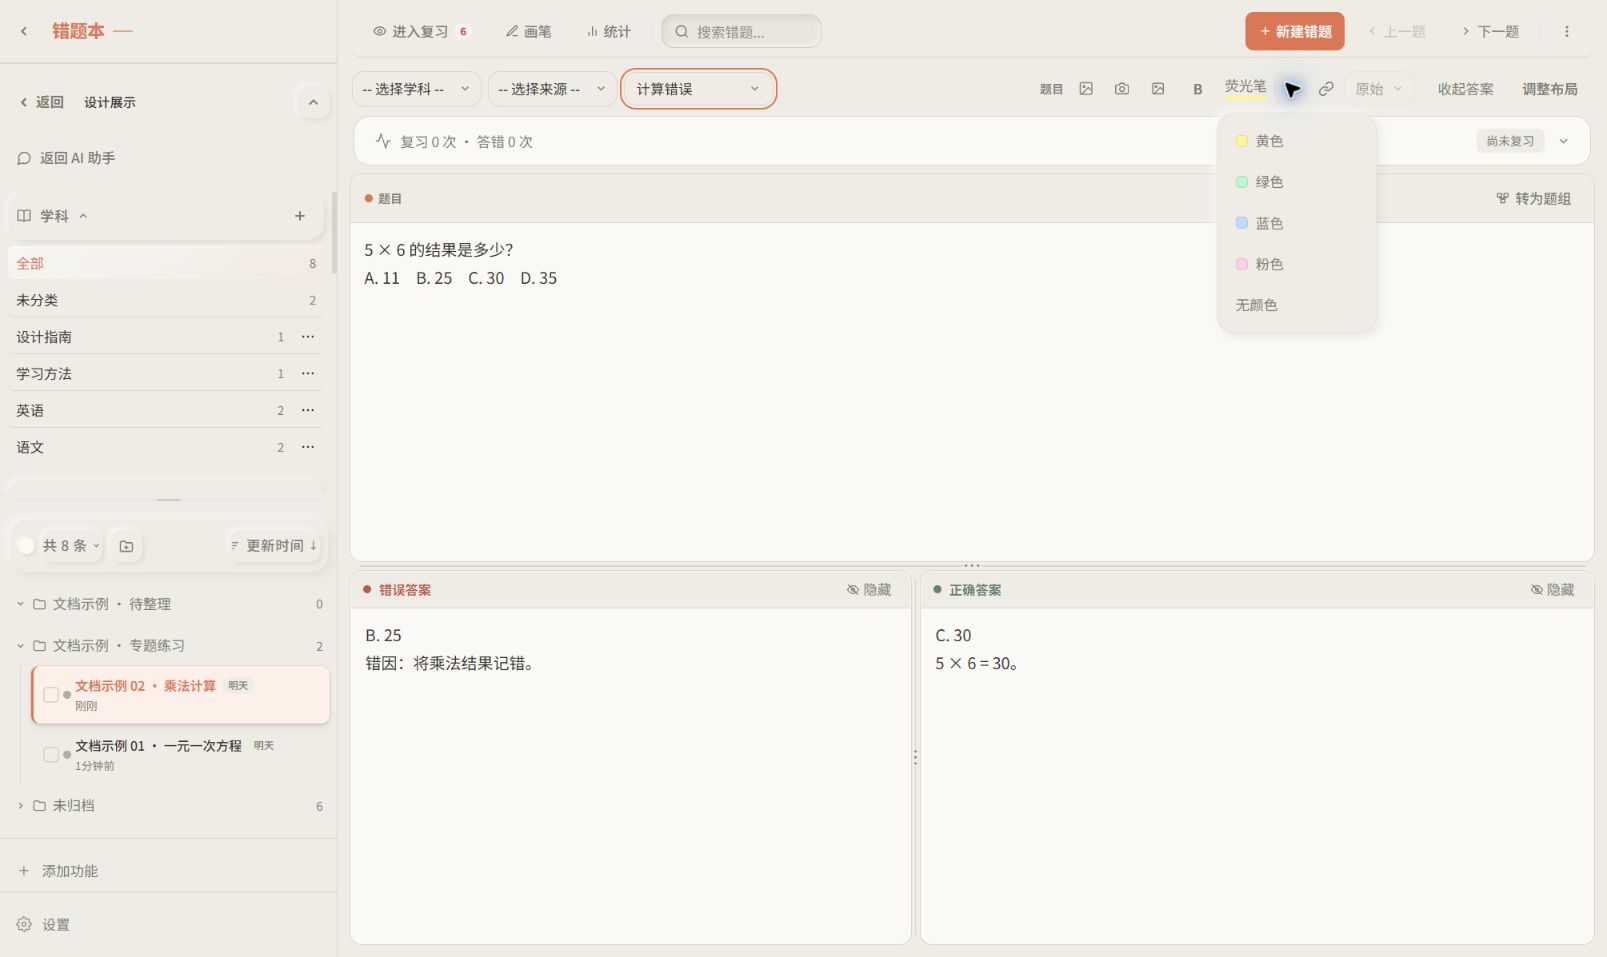 错题本
进入复习 6
画笔
统计
搜索错题...
+ 新建错题
上一题
下一题
返回 设计展示
返回 AI 助手
学科
全部 8
未分类 2
设计指南 1
学习方法 1
英语 2
语文 2
共 8 条
更新时间 ↓
文档示例 · 待整理 0
文档示例 · 专题练习 2
文档示例 02 · 乘法计算 明天
刚刚
文档示例 01 · 一元一次方程 明天
1分钟前
未归档 6
+ 添加功能
设置
-- 选择学科 --
-- 选择来源 --
计算错误
题目
B
荧光笔
原始
收起答案
调整布局
复习 0 次 · 答错 0 次
尚未复习
黄色
绿色
蓝色
粉色
无颜色
题目
转为题组
5 × 6 的结果是多少？
A. 11 B. 25 C. 30 D. 35
错误答案
隐藏
B. 25
错因：将乘法结果记错。
正确答案
隐藏
C. 30
5 × 6 = 30。